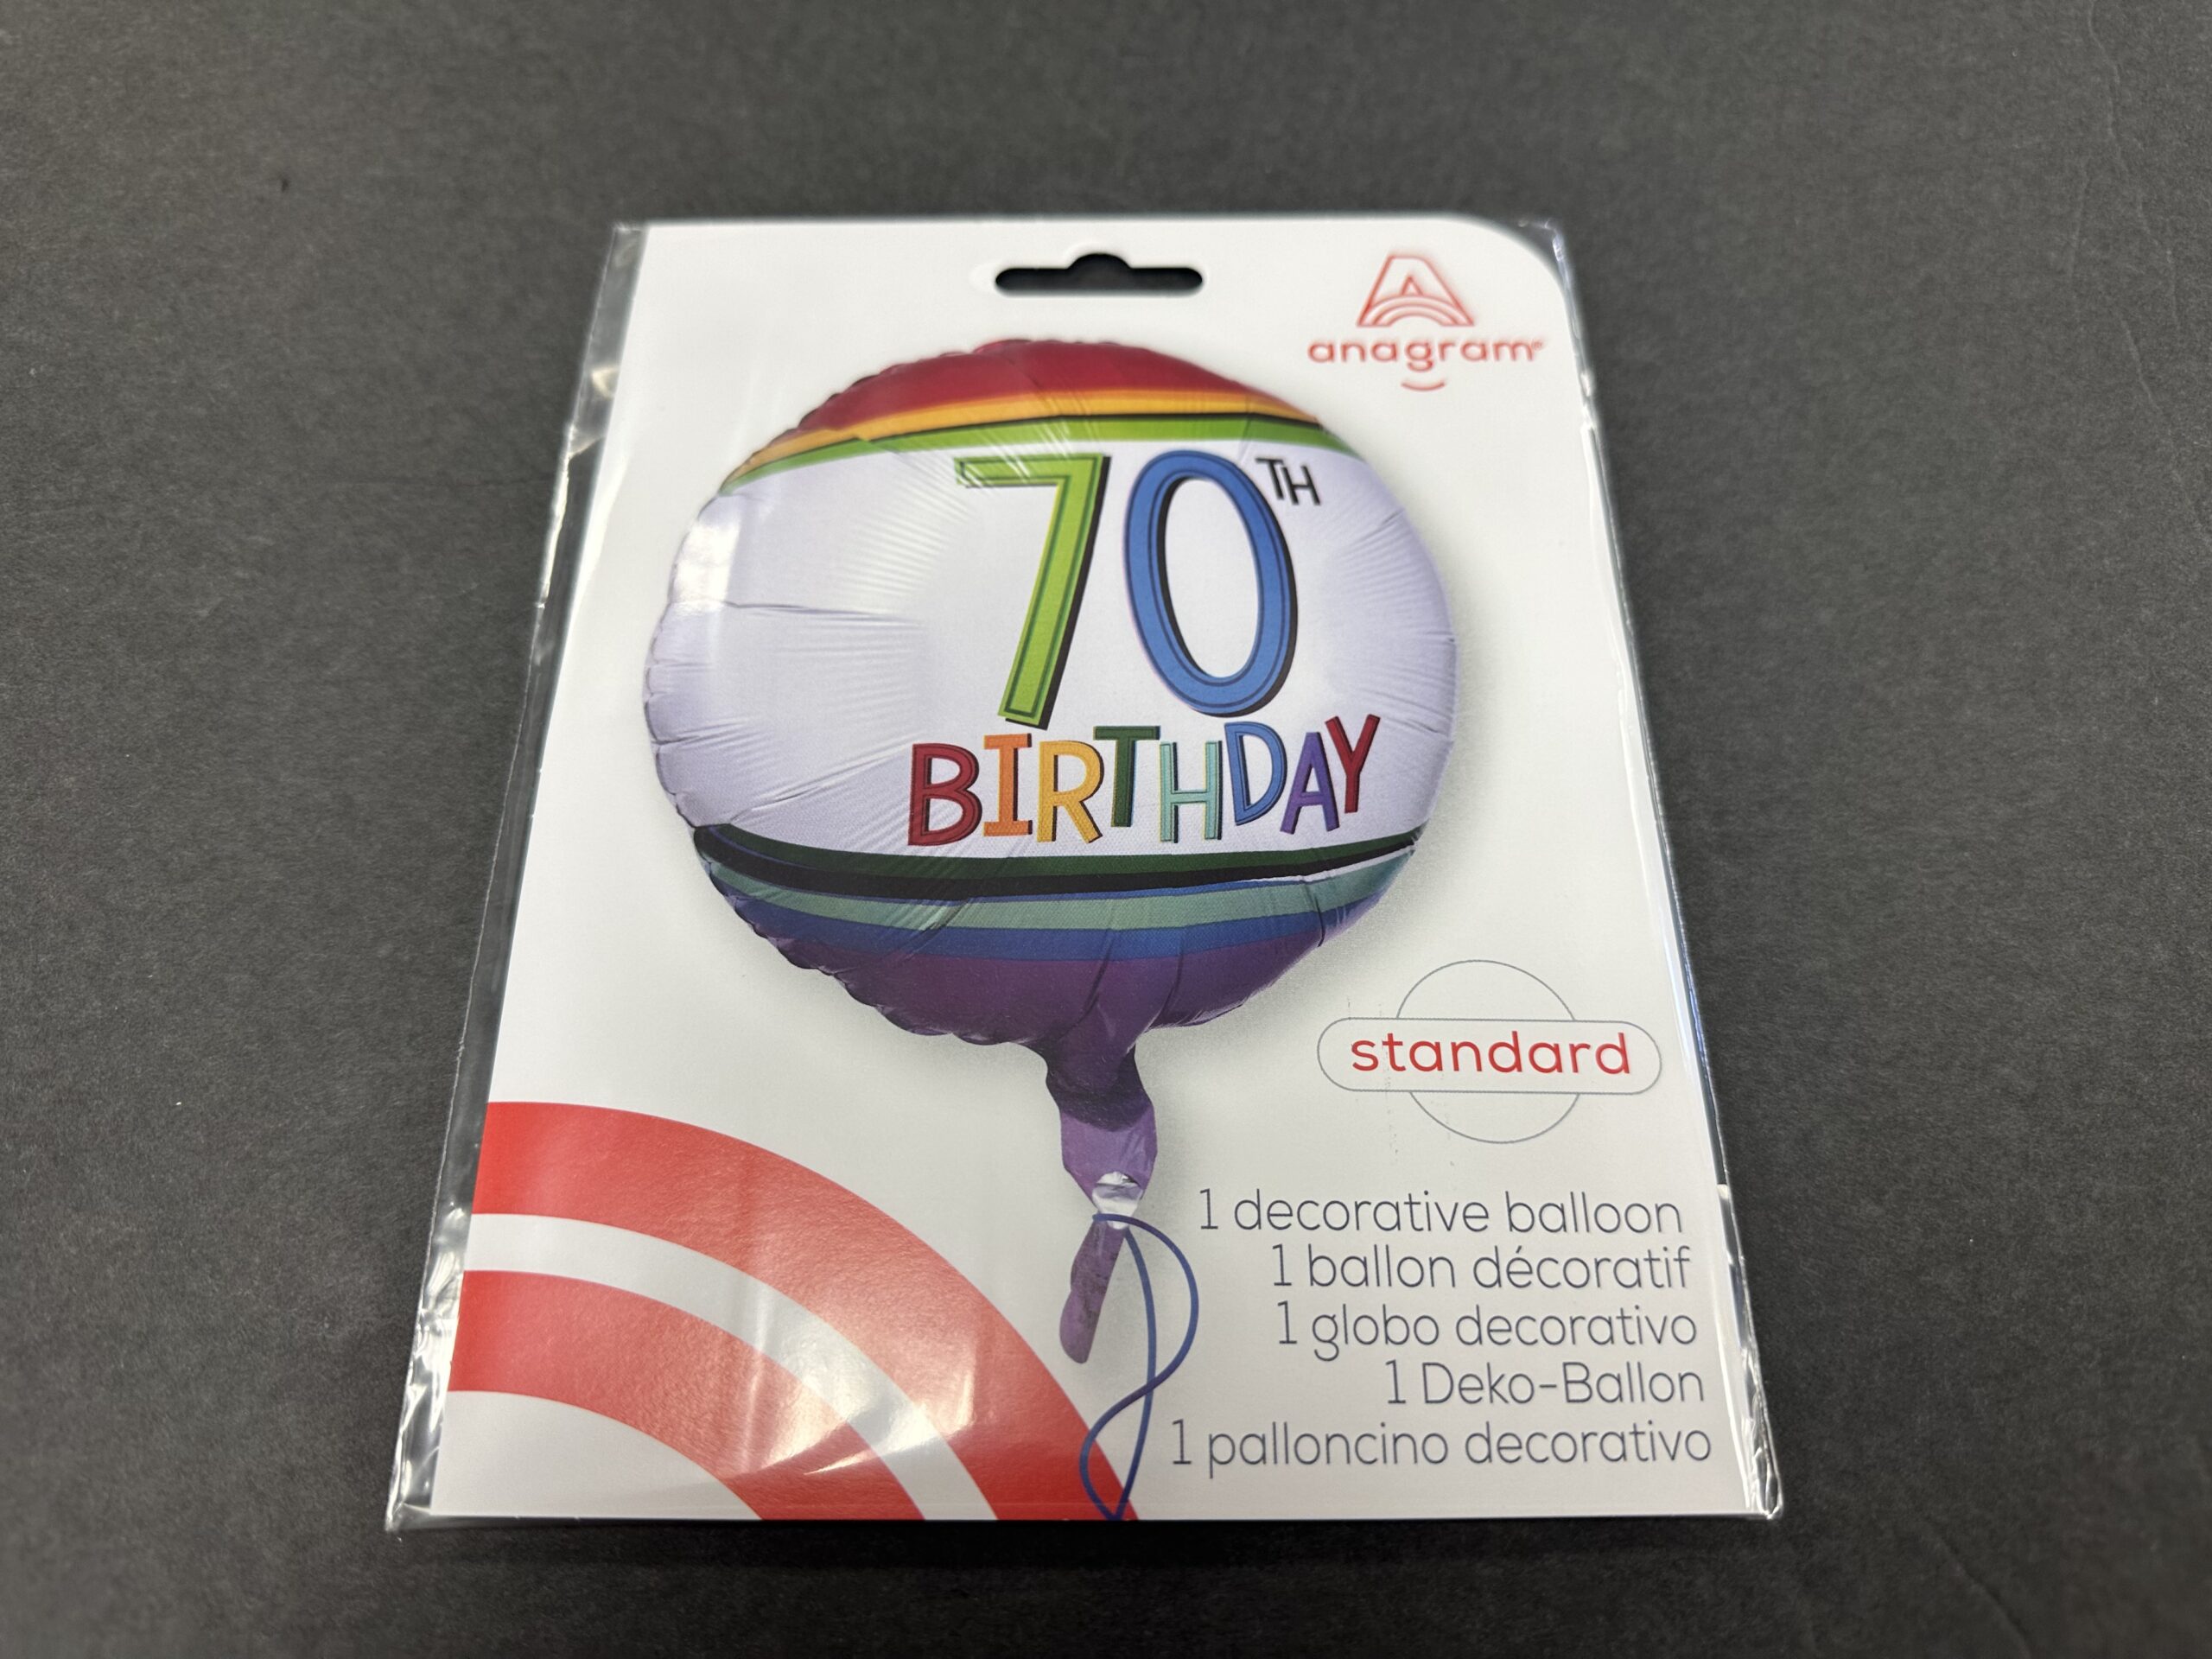 anagram®
70TH
BIRTHDAY
standard
1 decorative balloon
1 ballon décoratif
1 globo decorativo
1 Deko-Ballon
1 palloncino decorativo